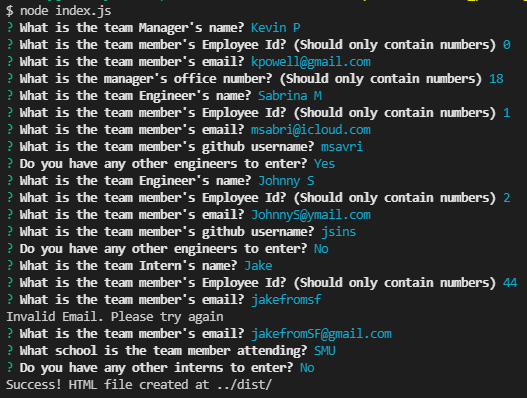 $ node index.js
? What is the team Manager's name? Kevin P
? What is the team member's Employee Id? (Should only contain numbers) 0
? What is the team member's email? kpowell@gmail.com
? What is the manager's office number? (Should only contain numbers) 18
? What is the team Engineer's name? Sabrina M
? What is the team member's Employee Id? (Should only contain numbers) 1
? What is the team member's email? msabri@icloud.com
? What is the team member's github username? msavri
? Do you have any other engineers to enter? Yes
? What is the team Engineer's name? Johnny S
? What is the team member's Employee Id? (Should only contain numbers) 2
? What is the team member's email? JohnnyS@ymail.com
? What is the team member's github username? jsins
? Do you have any other engineers to enter? No
? What is the team Intern's name? Jake
? What is the team member's Employee Id? (Should only contain numbers) 44
? What is the team member's email? jakefromsf
Invalid Email. Please try again
? What is the team member's email? jakefromSF@gmail.com
? What school is the team member attending? SMU
? Do you have any other interns to enter? No
Success! HTML file created at ../dist/